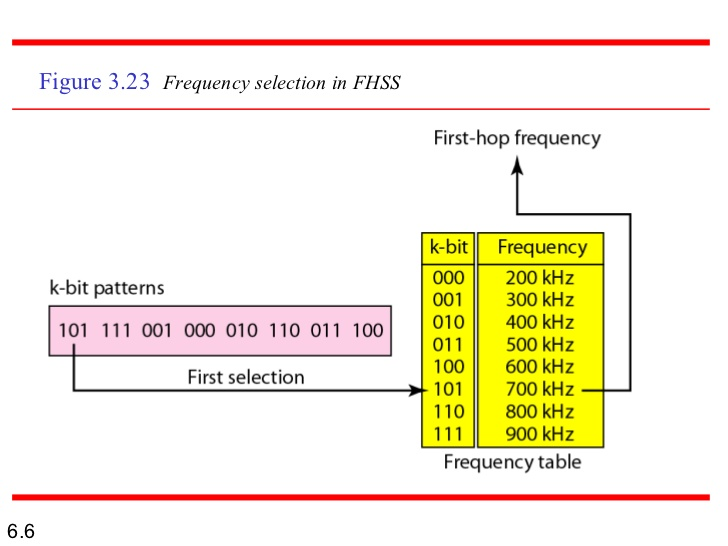 Figure 3.23 Frequency selection in FHSS
First-hop frequency
k-bit Frequency
000 200 kHz
001 300 kHz
010 400 kHz
011 500 kHz
100 600 kHz
101 700 kHz
110 800 kHz
111 900 kHz
Frequency table
k-bit patterns
101 111 001 000 010 110 011 100
First selection
6.6